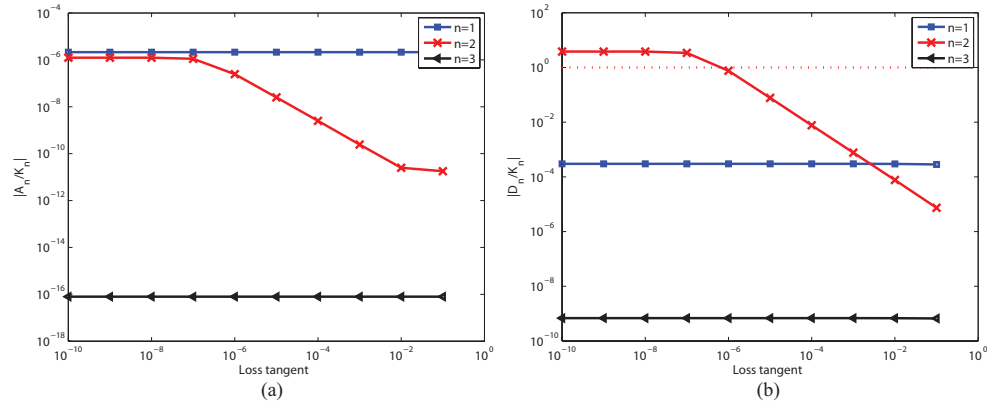 10^−4
10^−6
10^−8
10^−10
10^−12
10^−14
10^−16
10^−18
|A_n/K_n|
n=1
n=2
n=3
10^−10 10^−8 10^−6 10^−4 10^−2 10^0
Loss tangent
(a)
10^2
10^0
10^−2
10^−4
10^−6
10^−8
10^−10
|D_n/K_n|
n=1
n=2
n=3
10^−10 10^−8 10^−6 10^−4 10^−2 10^0
Loss tangent
(b)